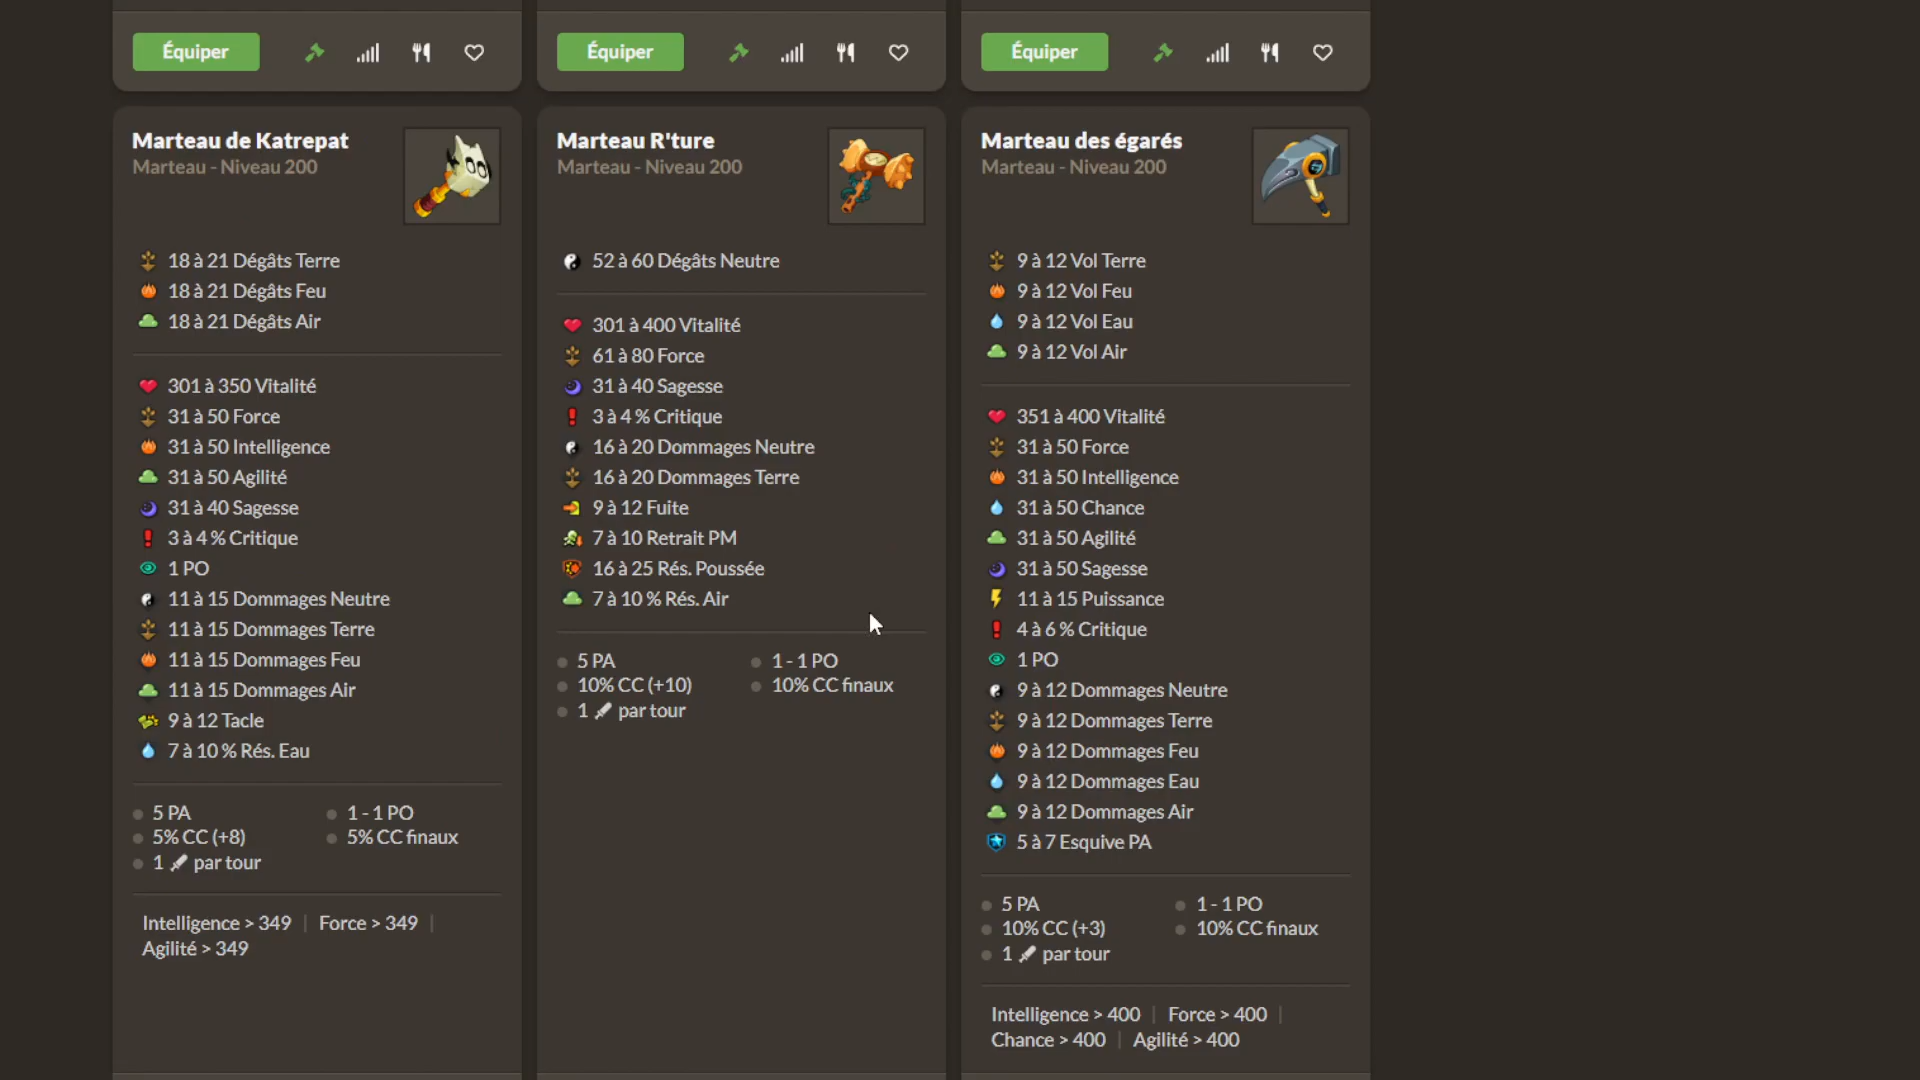 Équiper
Équiper
Équiper
Marteau de Katrepat
Marteau - Niveau 200
18 à 21 Dégâts Terre
18 à 21 Dégâts Feu
18 à 21 Dégâts Air
301 à 350 Vitalité
31 à 50 Force
31 à 50 Intelligence
31 à 50 Agilité
31 à 40 Sagesse
3 à 4 % Critique
1 PO
11 à 15 Dommages Neutre
11 à 15 Dommages Terre
11 à 15 Dommages Feu
11 à 15 Dommages Air
9 à 12 Tacle
7 à 10 % Rés. Eau
5 PA
1 - 1 PO
5% CC (+8)
5% CC finaux
1 par tour
Intelligence > 349 | Force > 349 |
Agilité > 349
Marteau R'ture
Marteau - Niveau 200
52 à 60 Dégâts Neutre
301 à 400 Vitalité
61 à 80 Force
31 à 40 Sagesse
3 à 4 % Critique
16 à 20 Dommages Neutre
16 à 20 Dommages Terre
9 à 12 Fuite
7 à 10 Retrait PM
16 à 25 Rés. Poussée
7 à 10 % Rés. Air
5 PA
1 - 1 PO
10% CC (+10)
10% CC finaux
1 par tour
Marteau des égarés
Marteau - Niveau 200
9 à 12 Vol Terre
9 à 12 Vol Feu
9 à 12 Vol Eau
9 à 12 Vol Air
351 à 400 Vitalité
31 à 50 Force
31 à 50 Intelligence
31 à 50 Chance
31 à 50 Agilité
31 à 50 Sagesse
11 à 15 Puissance
4 à 6 % Critique
1 PO
9 à 12 Dommages Neutre
9 à 12 Dommages Terre
9 à 12 Dommages Feu
9 à 12 Dommages Eau
9 à 12 Dommages Air
5 à 7 Esquive PA
5 PA
1 - 1 PO
10% CC (+3)
10% CC finaux
1 par tour
Intelligence > 400 | Force > 400 |
Chance > 400 | Agilité > 400